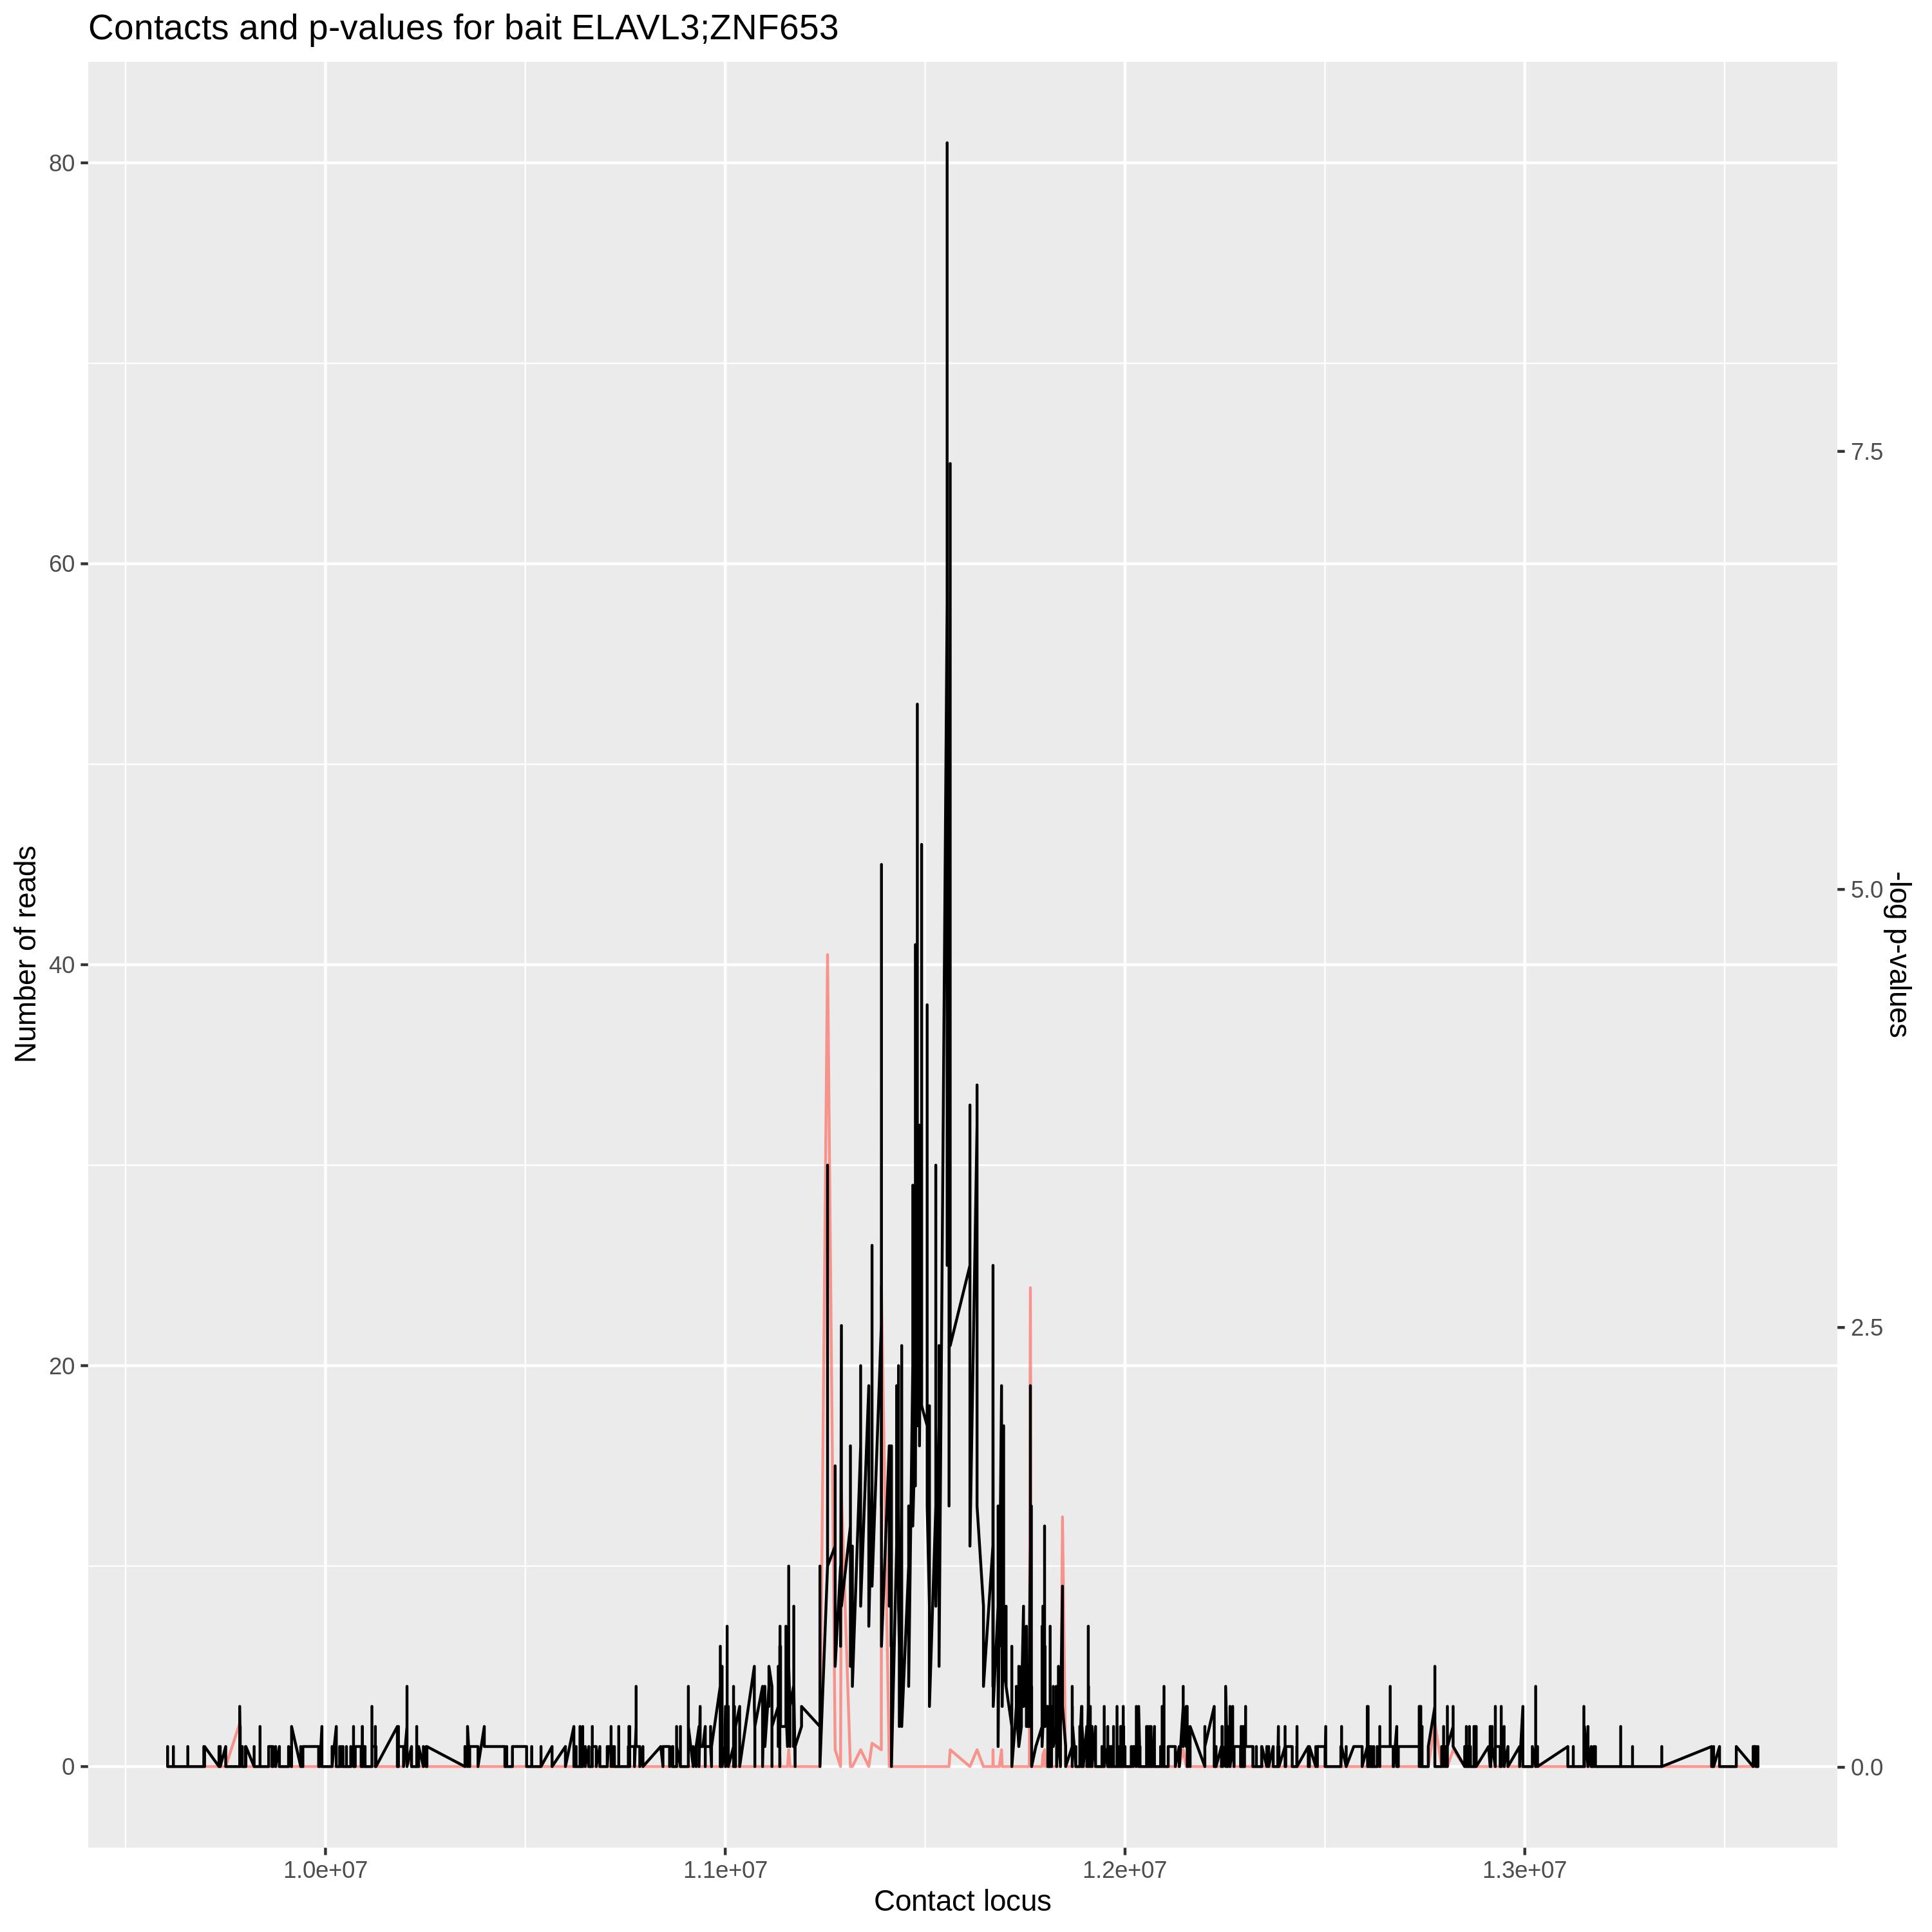 Contacts and p-values for bait ELAVL3;ZNF653
80
60
40
20
0
Number of reads
7.5
5.0
2.5
0.0
-log p-values
1.0e+07
1.1e+07
1.2e+07
1.3e+07
Contact locus